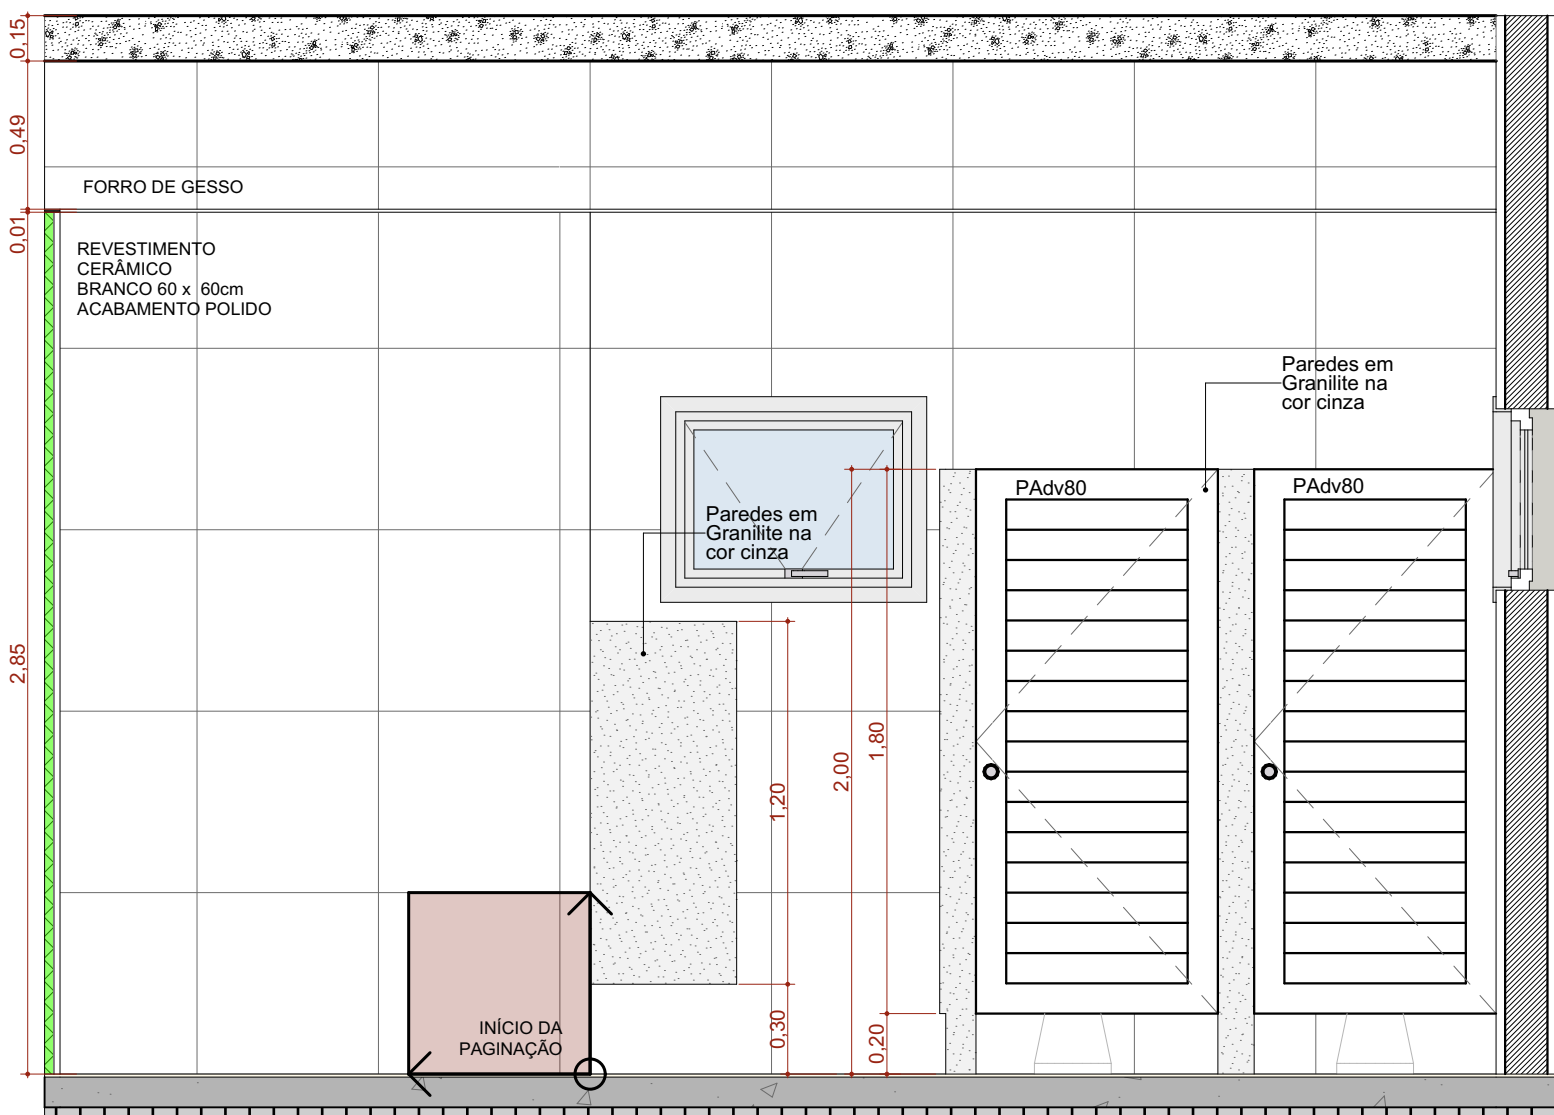 0,15
0,49
FORRO DE GESSO
0,01
REVESTIMENTO
CERÂMICO
BRANCO 60 x 60cm
ACABAMENTO POLIDO
Paredes em
Granilite na
cor cinza
PAdv80
PAdv80
Paredes em
Granilite na
cor cinza
2,85
1,20
2,00
1,80
INÍCIO DA
PAGINAÇÃO
0,30
0,20